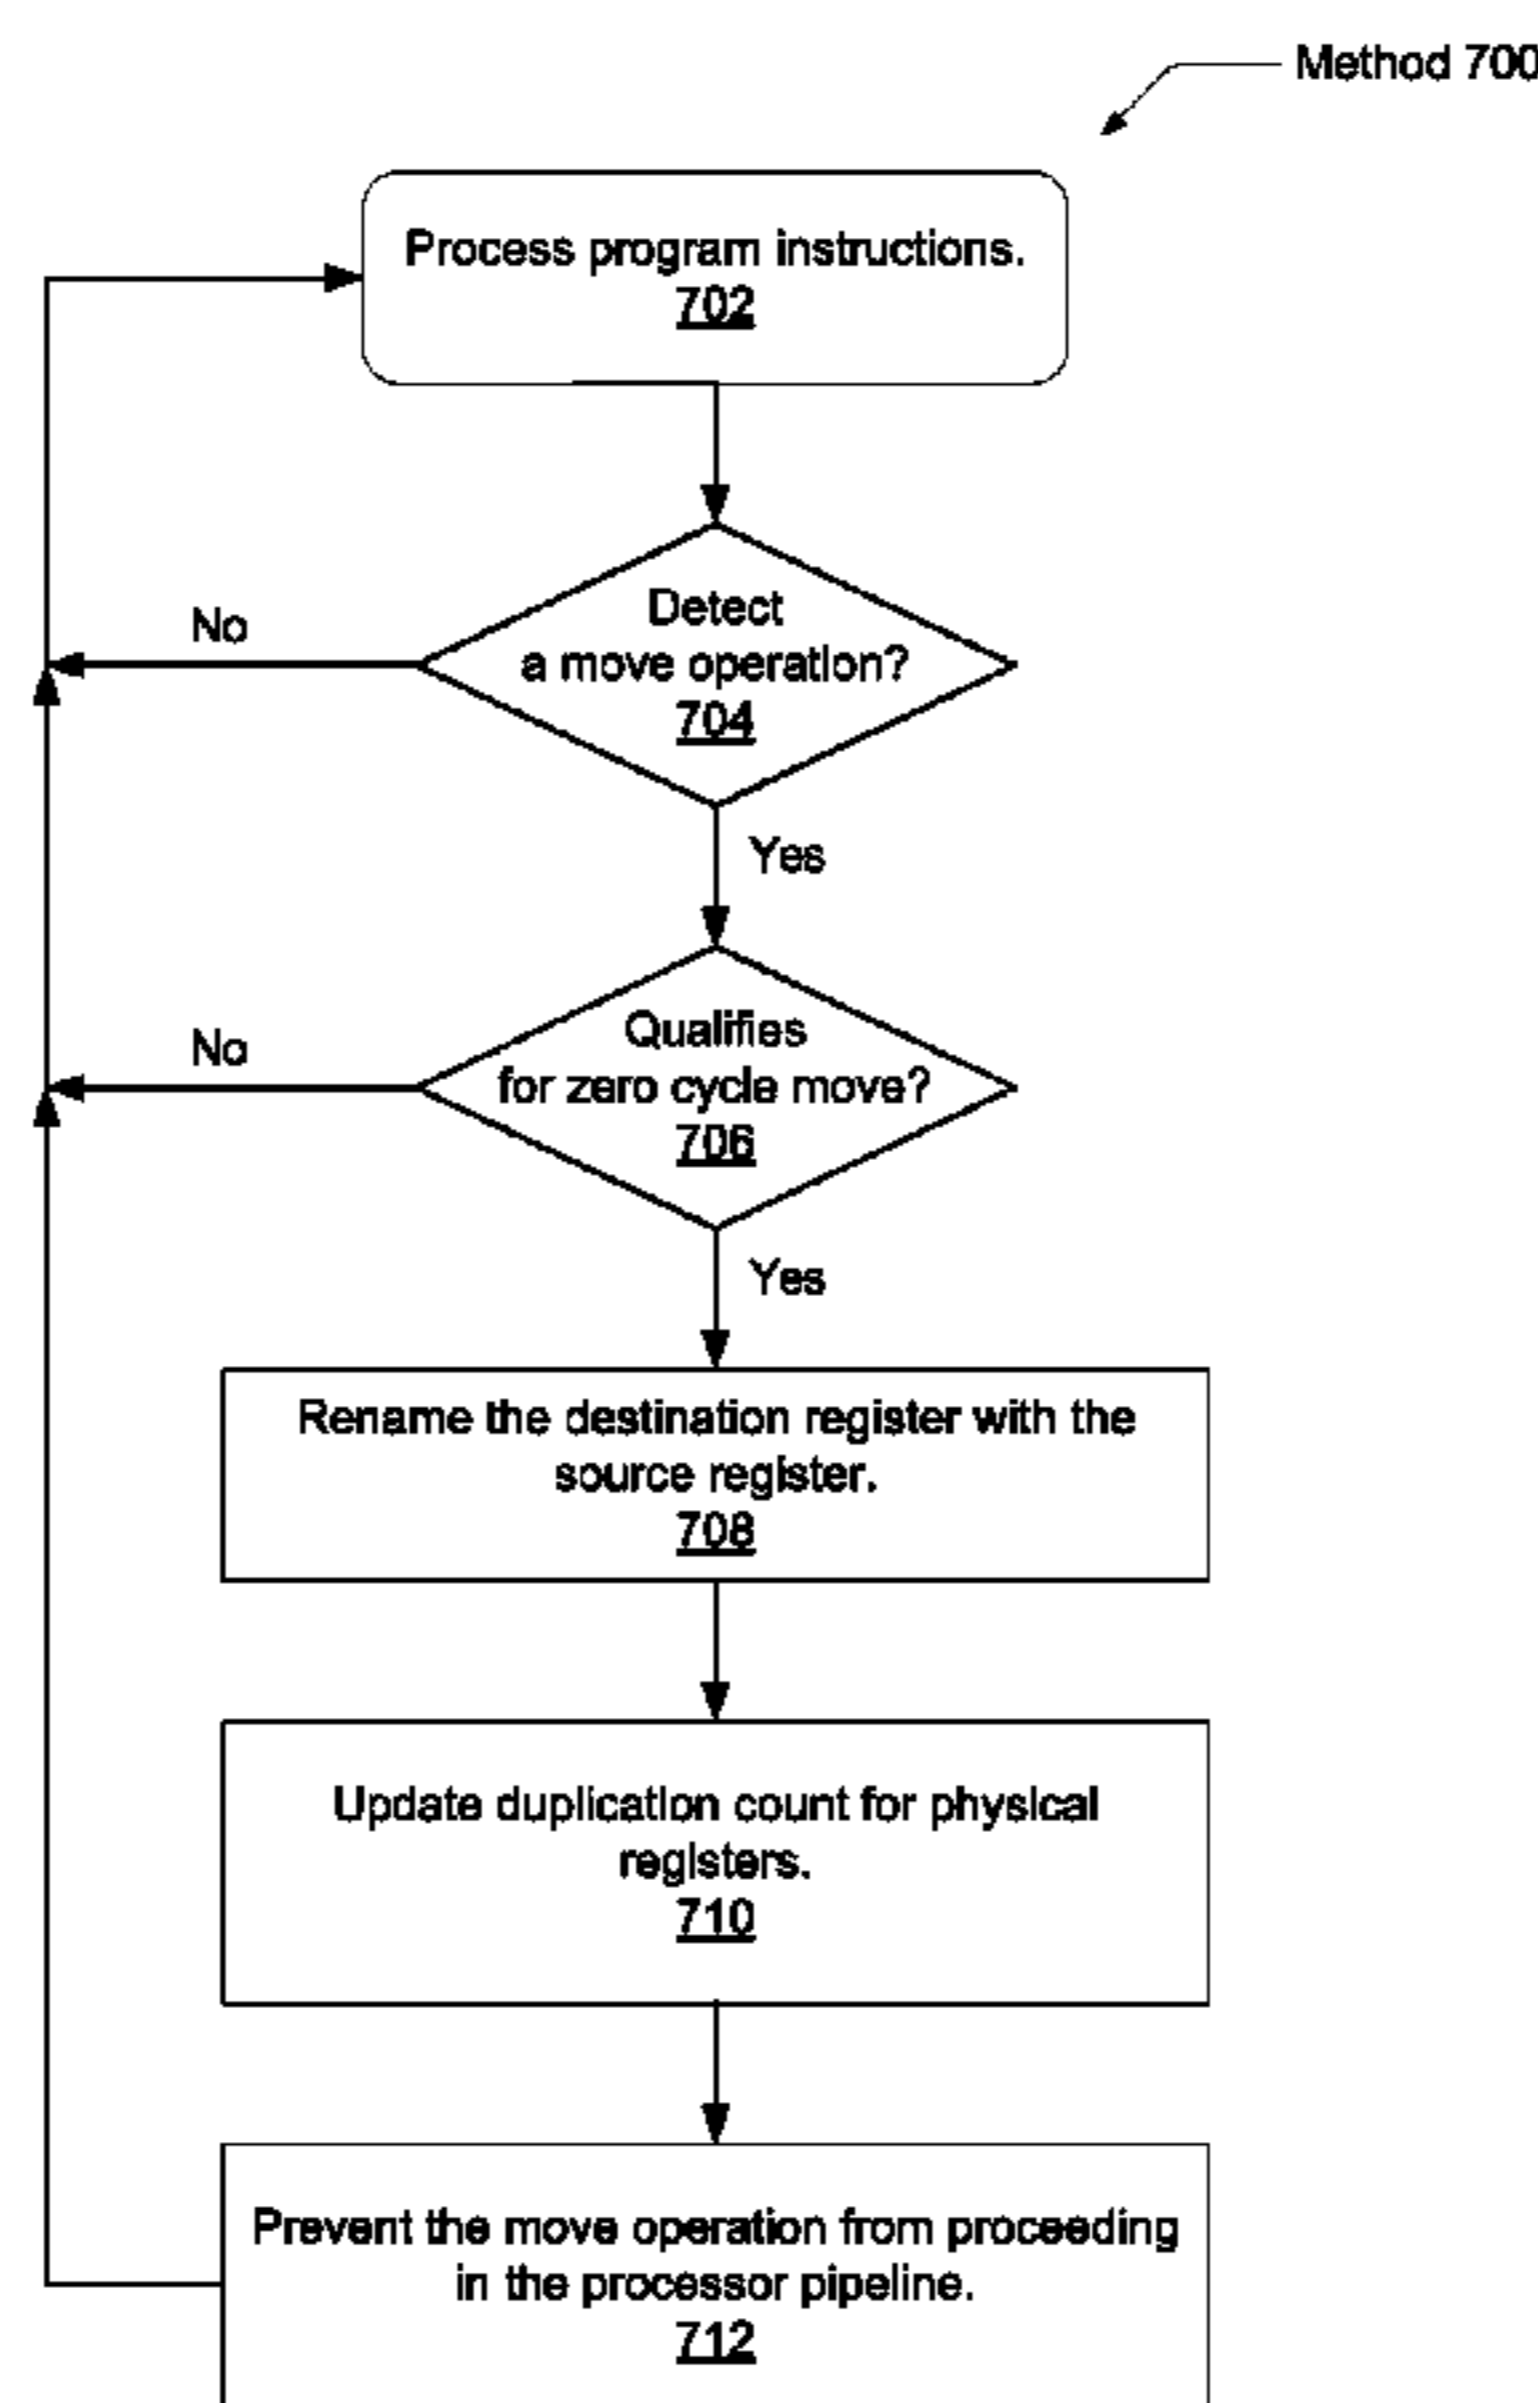 Method 700
Process program instructions.
702
Detect
a move operation?
704
No
Yes
Qualifies
for zero cycle move?
706
No
Yes
Rename the destination register with the
source register.
708
Update duplication count for physical
registers.
710
Prevent the move operation from proceeding
in the processor pipeline.
712